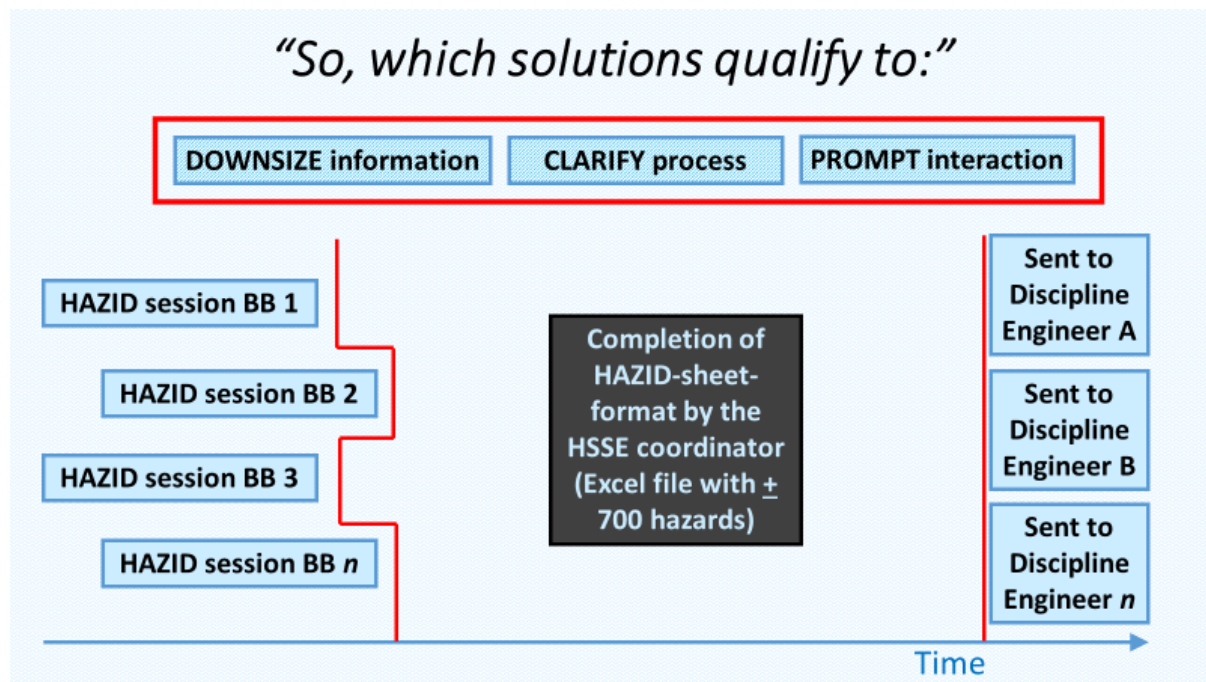 “So, which solutions qualify to:”
DOWNSIZE information
CLARIFY process
PROMPT interaction
HAZID session BB 1
HAZID session BB 2
HAZID session BB 3
HAZID session BB n
Completion of
HAZID-sheet-
format by the
HSSE coordinator
(Excel file with ±
700 hazards)
Sent to
Discipline
Engineer A
Sent to
Discipline
Engineer B
Sent to
Discipline
Engineer n
Time